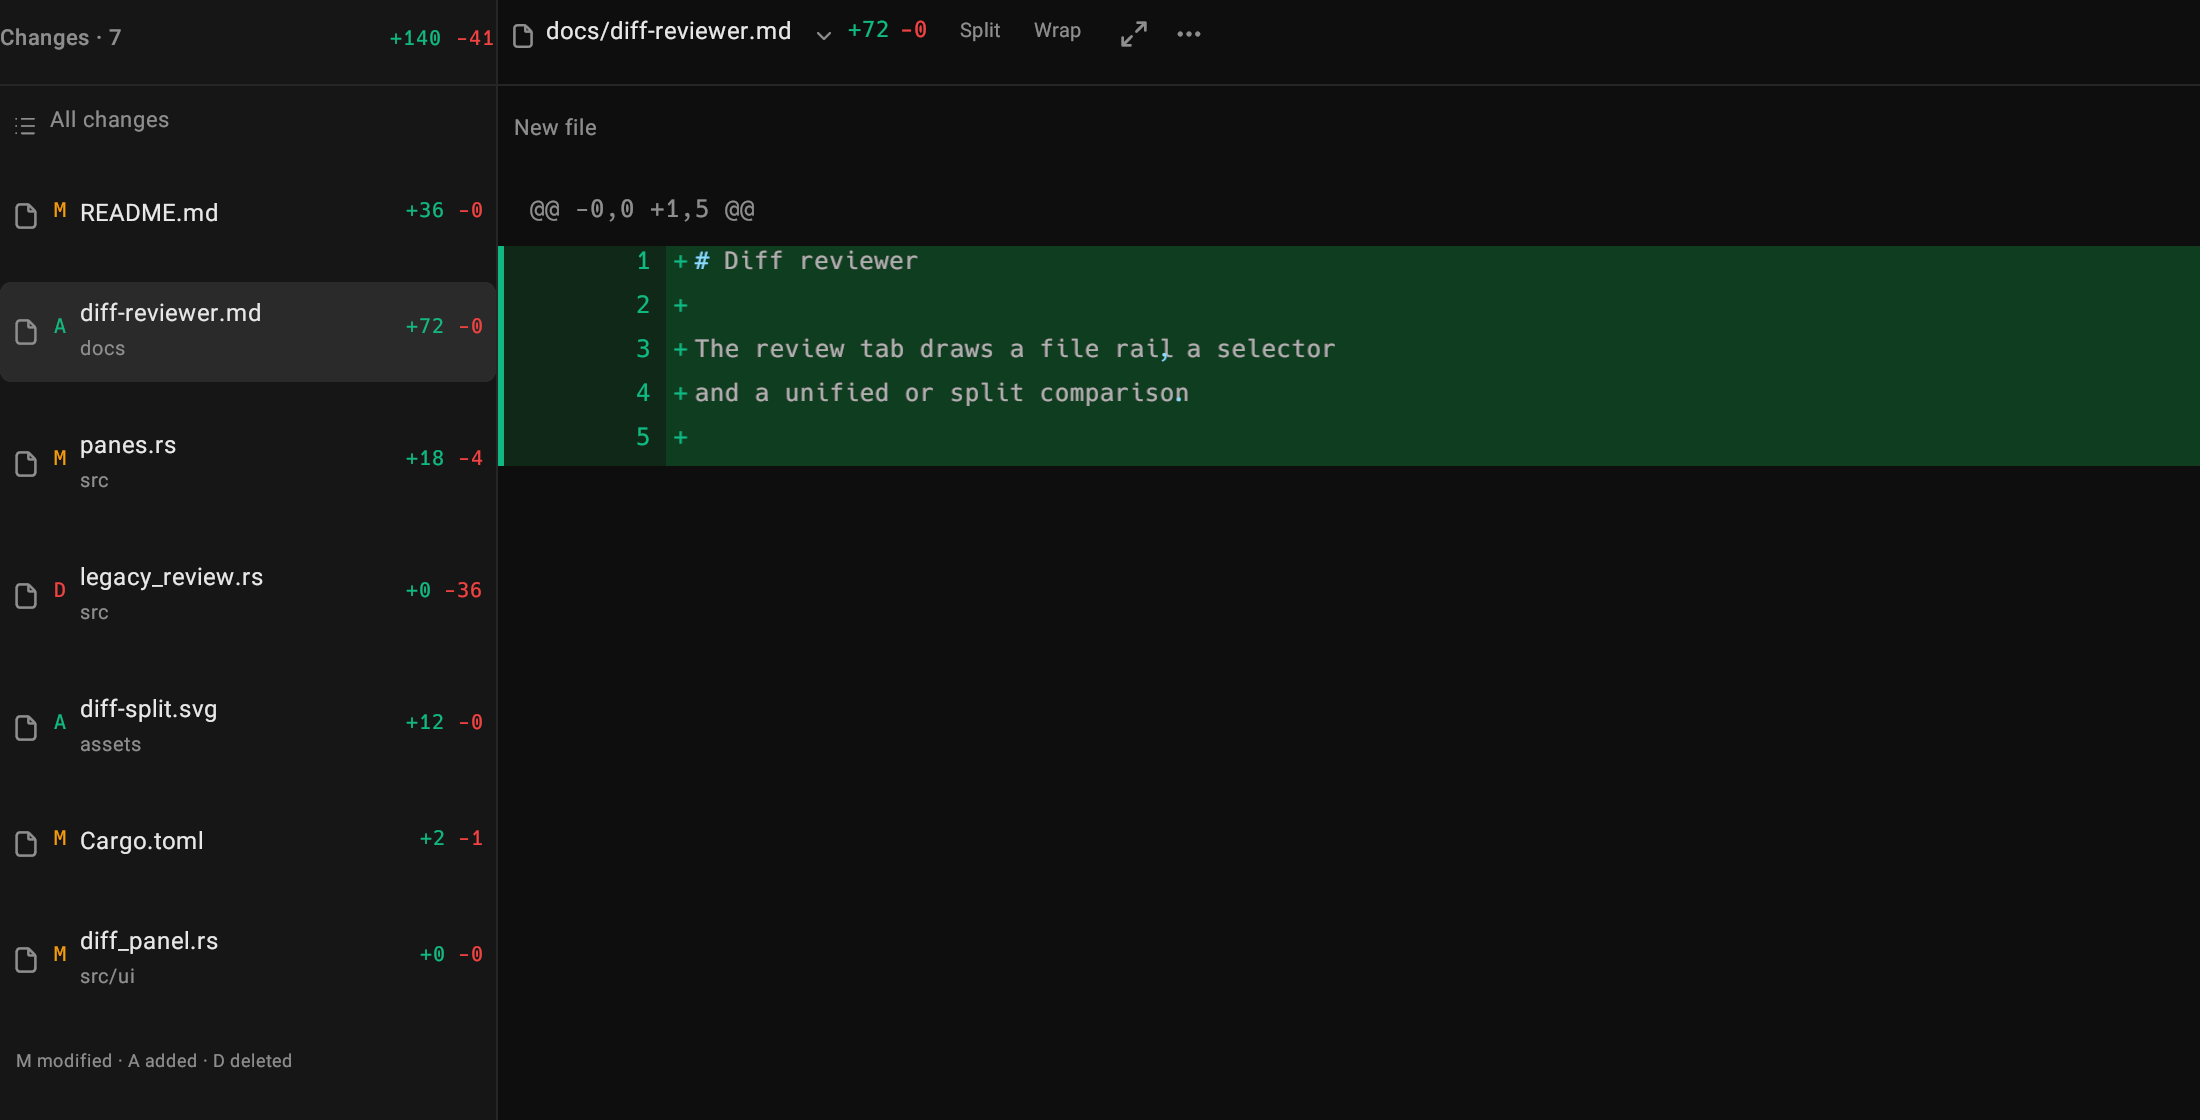 Changes · 7 +140 -41
All changes
M README.md +36 -0
A diff-reviewer.md +72 -0
docs
M panes.rs +18 -4
src
D legacy_review.rs +0 -36
src
A diff-split.svg +12 -0
assets
M Cargo.toml +2 -1
M diff_panel.rs +0 -0
src/ui
M modified · A added · D deleted
docs/diff-reviewer.md +72 -0 Split Wrap
New file
@@ -0,0 +1,5 @@
1 +# Diff reviewer
2 +
3 +The review tab draws a file rail, a selector
4 +and a unified or split comparison.
5 +